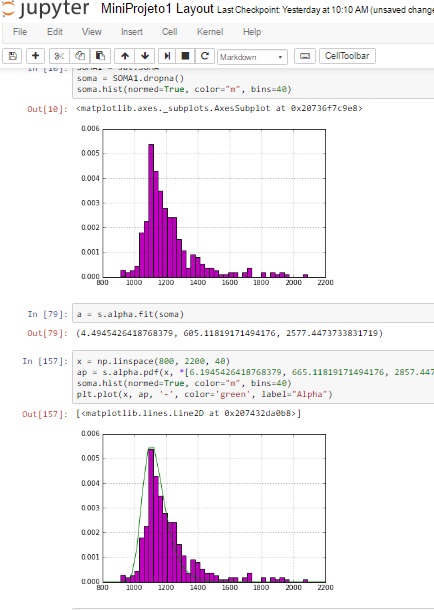 jupyter MiniProjeto1 Layout Last Checkpoint: Yesterday at 10:10 AM (unsaved change
File Edit View Insert Cell Kernel Help
Markdown CellToolbar
In [10]:
soma = SOMA1.dropna()
soma.hist(normed=True, color="m", bins=40)
Out[10]: <matplotlib.axes._subplots.AxesSubplot at 0x20736f7c9e8>
0.006
0.005
0.004
0.003
0.002
0.001
0.000
800 1000 1200 1400 1600 1800 2000 2200
In [79]: a = s.alpha.fit(soma)
Out[79]: (4.4945426418768379, 605.11819171494176, 2577.4473733831719)
In [157]: x = np.linspace(800, 2200, 40)
ap = s.alpha.pdf(x, *[6.1945426418768379, 665.11819171494176, 2857.447
soma.hist(normed=True, color="m", bins=40)
plt.plot(x, ap, '-', color='green', label="Alpha")
Out[157]: [<matplotlib.lines.Line2D at 0x207432da0b8>]
0.006
0.005
0.004
0.003
0.002
0.001
0.000
800 1000 1200 1400 1600 1800 2000 2200